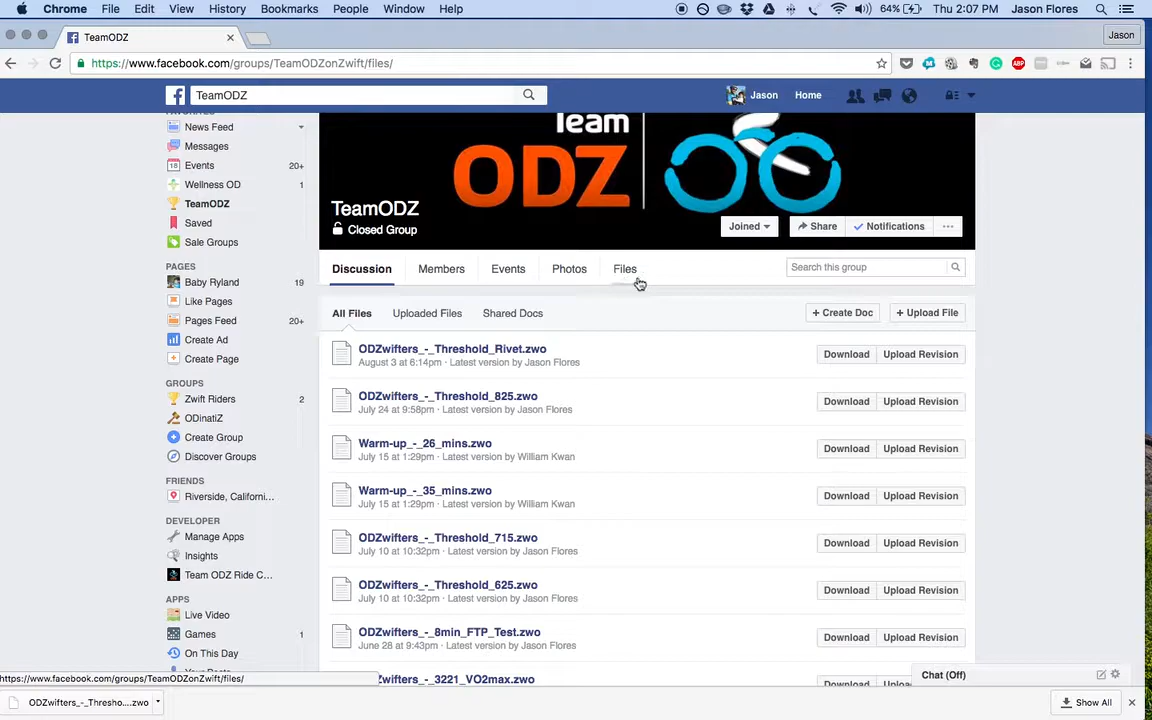 Chrome File Edit View History Bookmarks People Window Help 64% Thu 2:07 PM Jason Flores
TeamODZ Jason
https://www.facebook.com/groups/TeamODZonZwift/files/
TeamODZ Jason Home
News Feed
Messages
Events 20+
Wellness OD 1
TeamODZ
Saved
Sale Groups
PAGES
Baby Ryland 19
Like Pages
Pages Feed 20+
Create Ad
Create Page
GROUPS
Zwift Riders 2
ODinatiZ
Create Group
Discover Groups
FRIENDS
Riverside, Californi...
DEVELOPER
Manage Apps
Insights
Team ODZ Ride C...
APPS
Live Video
Games 1
On This Day
Team
ODZ
TeamODZ
Closed Group
Joined Share Notifications ...
Discussion Members Events Photos Files Search this group
All Files Uploaded Files Shared Docs + Create Doc + Upload File
ODZwifters_-_Threshold_Rivet.zwo
August 3 at 6:14pm · Latest version by Jason Flores
Download Upload Revision
ODZwifters_-_Threshold_825.zwo
July 24 at 9:58pm · Latest version by Jason Flores
Download Upload Revision
Warm-up_-_26_mins.zwo
July 15 at 1:29pm · Latest version by William Kwan
Download Upload Revision
Warm-up_-_35_mins.zwo
July 15 at 1:29pm · Latest version by William Kwan
Download Upload Revision
ODZwifters_-_Threshold_715.zwo
July 10 at 10:32pm · Latest version by Jason Flores
Download Upload Revision
ODZwifters_-_Threshold_625.zwo
July 10 at 10:32pm · Latest version by Jason Flores
Download Upload Revision
ODZwifters_-_8min_FTP_Test.zwo
June 28 at 9:43pm · Latest version by Jason Flores
Download Upload Revision
Zwifters_-_3221_VO2max.zwo
Download
Chat (Off)
https://www.facebook.com/groups/TeamODZonZwift/files/
ODZwifters_-_Thresho....zwo Show All